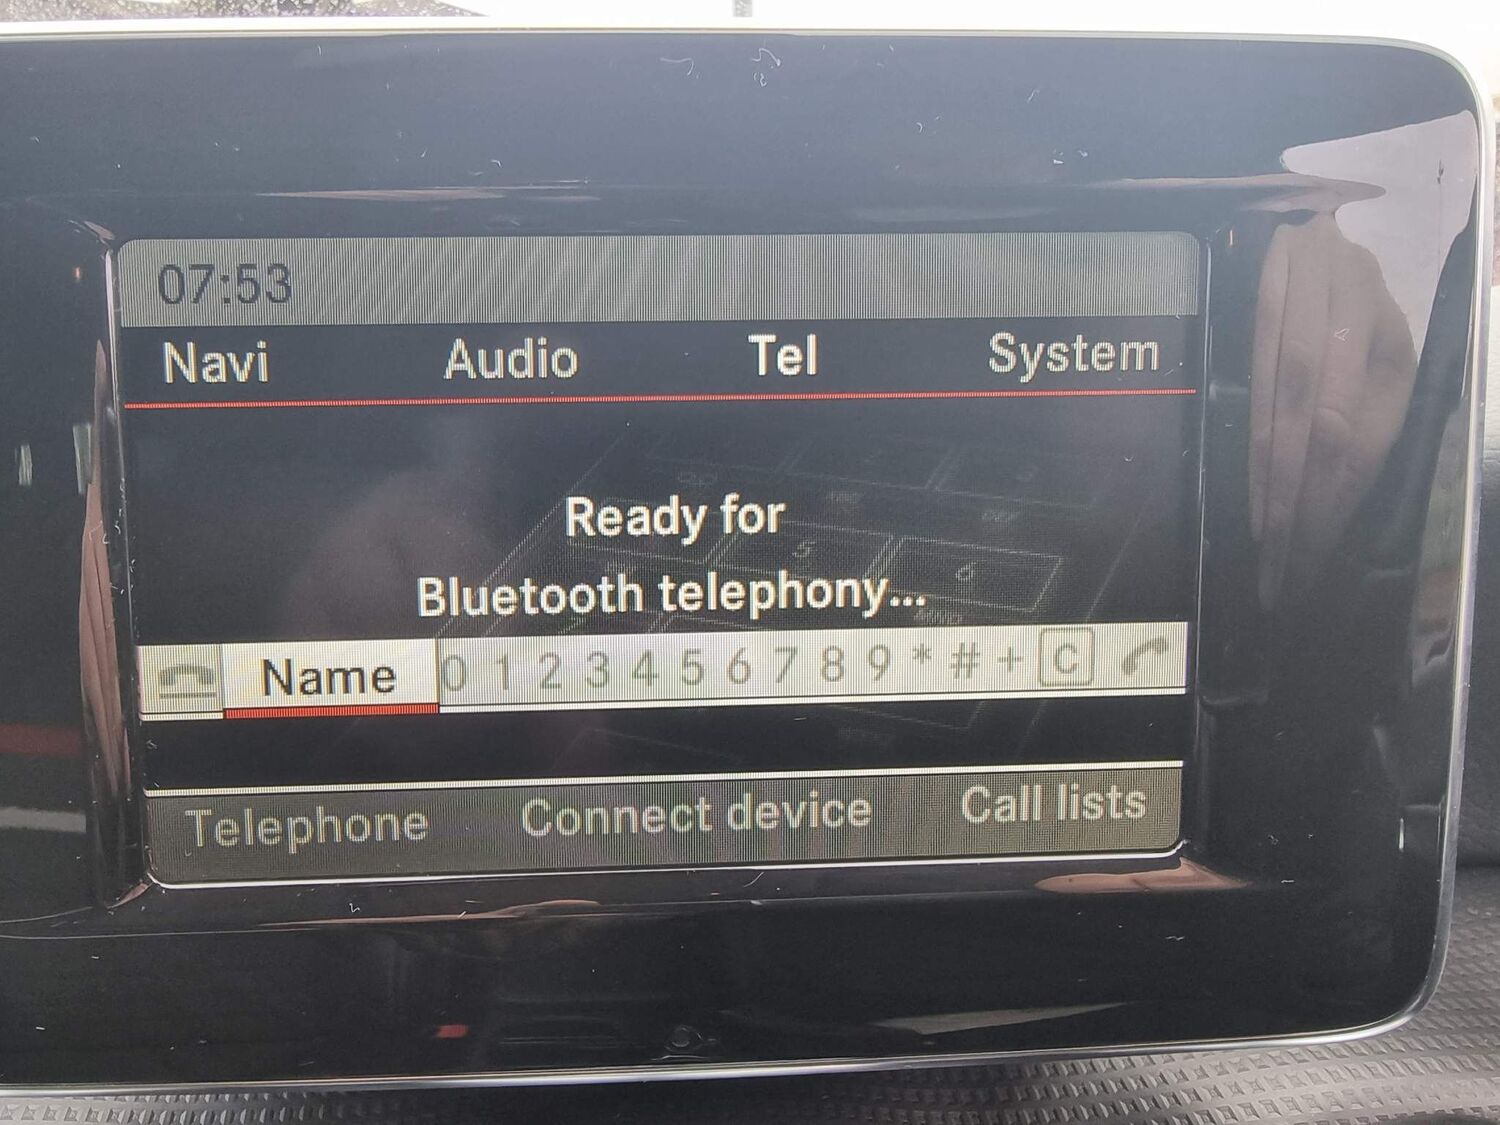 07:53
Navi Audio Tel System
Ready for
Bluetooth telephony...
Name 0 1 2 3 4 5 6 7 8 9 * # + C
Telephone Connect device Call lists